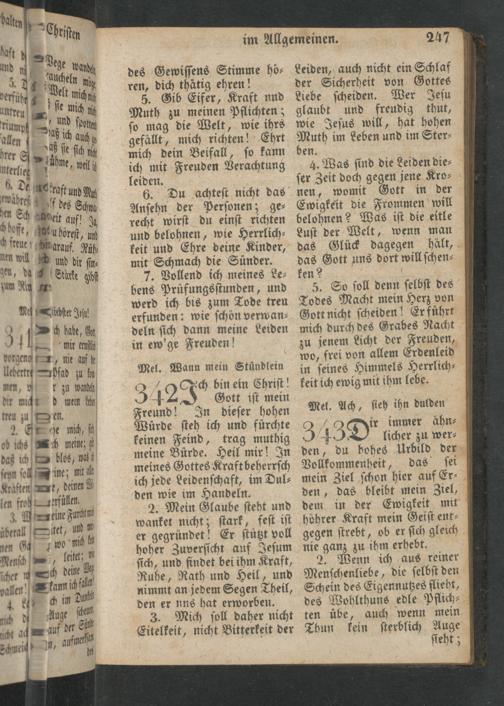 im Allgemeinen. 247
des Gewissens Stimme hö-
ren, dich thätig ehren!
5. Gib Eifer, Kraft und
Muth zu meinen Pflichten;
so mag die Welt, wie ihrs
gefällt, mich richten! Ehrt
mich dein Beifall, so kann
ich mit Freuden Verachtung
leiden.
6. Du achtest nicht das
Ansehn der Personen; ge-
recht wirst du einst richten
und belohnen, wie Herrlich-
keit und Ehre deine Kinder,
mit Schmach die Sünder.
7. Vollend ich meines Le-
bens Prüfungsstunden, und
werd ich bis zum Tode treu
erfunden: wie schön verwan-
deln sich dann meine Leiden
in ew'ge Freuden!
Mel. Wann mein Stündlein
342 Ich bin ein Christ!
Gott ist mein
Freund! In dieser hohen
Würde steh ich und fürchte
keinen Feind, trag muthig
meine Bürde. Heil mir! In
meines Gottes Kraft beherrsch
ich jede Leidenschaft, im Dul-
den wie im Handeln.
2. Mein Glaube steht und
wanket nicht; stark, fest ist
er gegründet! Er stützt voll
hoher Zuversicht auf Jesum
sich, und findet bei ihm Kraft,
Ruhe, Rath und Heil, und
nimmt an jedem Segen Theil,
den er uns hat erworben.
3. Mich soll daher nicht
Eitelkeit, nicht Bitterkeit der
Leiden, auch nicht ein Schlaf
der Sicherheit von Gottes
Liebe scheiden. Wer Jesu
glaubt und freudig thut,
wie Jesus will, hat hohen
Muth im Leben und im Ster-
ben.
4. Was sind die Leiden die-
ser Zeit doch gegen jene Kro-
nen, womit Gott in der
Ewigkeit die Frommen will
belohnen? Was ist die eitle
Lust der Welt, wenn man
das Glück dagegen hält,
das Gott uns dort will schen-
ken?
5. So soll denn selbst des
Todes Macht mein Herz von
Gott nicht scheiden! Er führt
mich durch des Grabes Nacht
zu jenem Licht der Freuden,
wo, frei von allem Erdenleid
in seines Himmels Herrlich-
keit ich ewig mit ihm lebe.
Mel. Ach, sieh ihn dulden
343 Dir immer ähn-
licher zu wer-
den, du hohes Urbild der
Vollkommenheit, das sei
mein Ziel schon hier auf Er-
den, das bleibt mein Ziel,
dem in der Ewigkeit mit
höhrer Kraft mein Geist ent-
gegen strebt, ob er sich gleich
nie ganz zu ihm erhebt.
2. Wenn ich aus reiner
Menschenliebe, die selbst den
Schein des Eigennutzes flieht,
des Wohlthuns edle Pflich-
ten übe, auch wenn mein
Thun kein sterblich Auge
sieht;